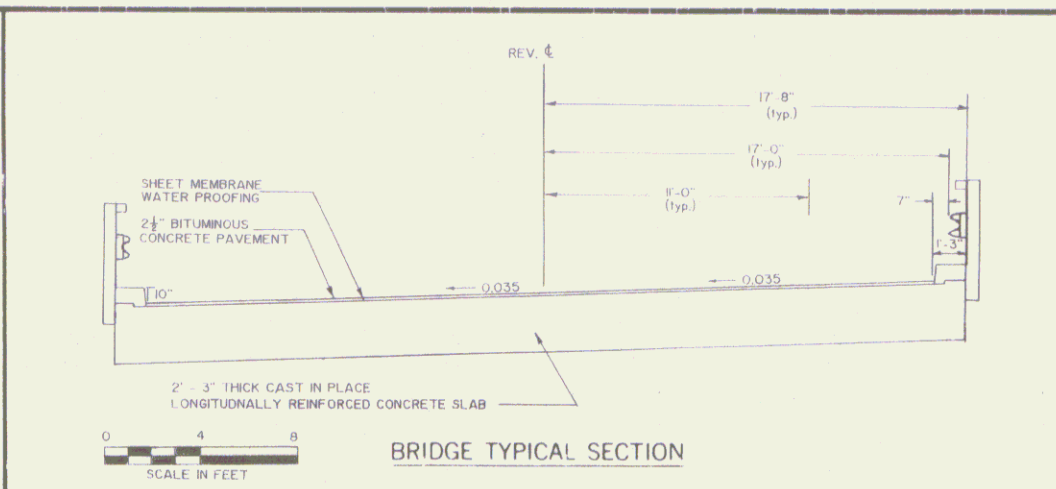 REV. ℄
17'-8"
(typ.)
17'-0"
(typ.)
11'-0"
(typ.)
7"
1'-3"
SHEET MEMBRANE
WATER PROOFING
2½" BITUMINOUS
CONCRETE PAVEMENT
10"
0.035
0.035
2' - 3" THICK CAST IN PLACE
LONGITUDNALLY REINFORCED CONCRETE SLAB
0 4 8
SCALE IN FEET
BRIDGE TYPICAL SECTION